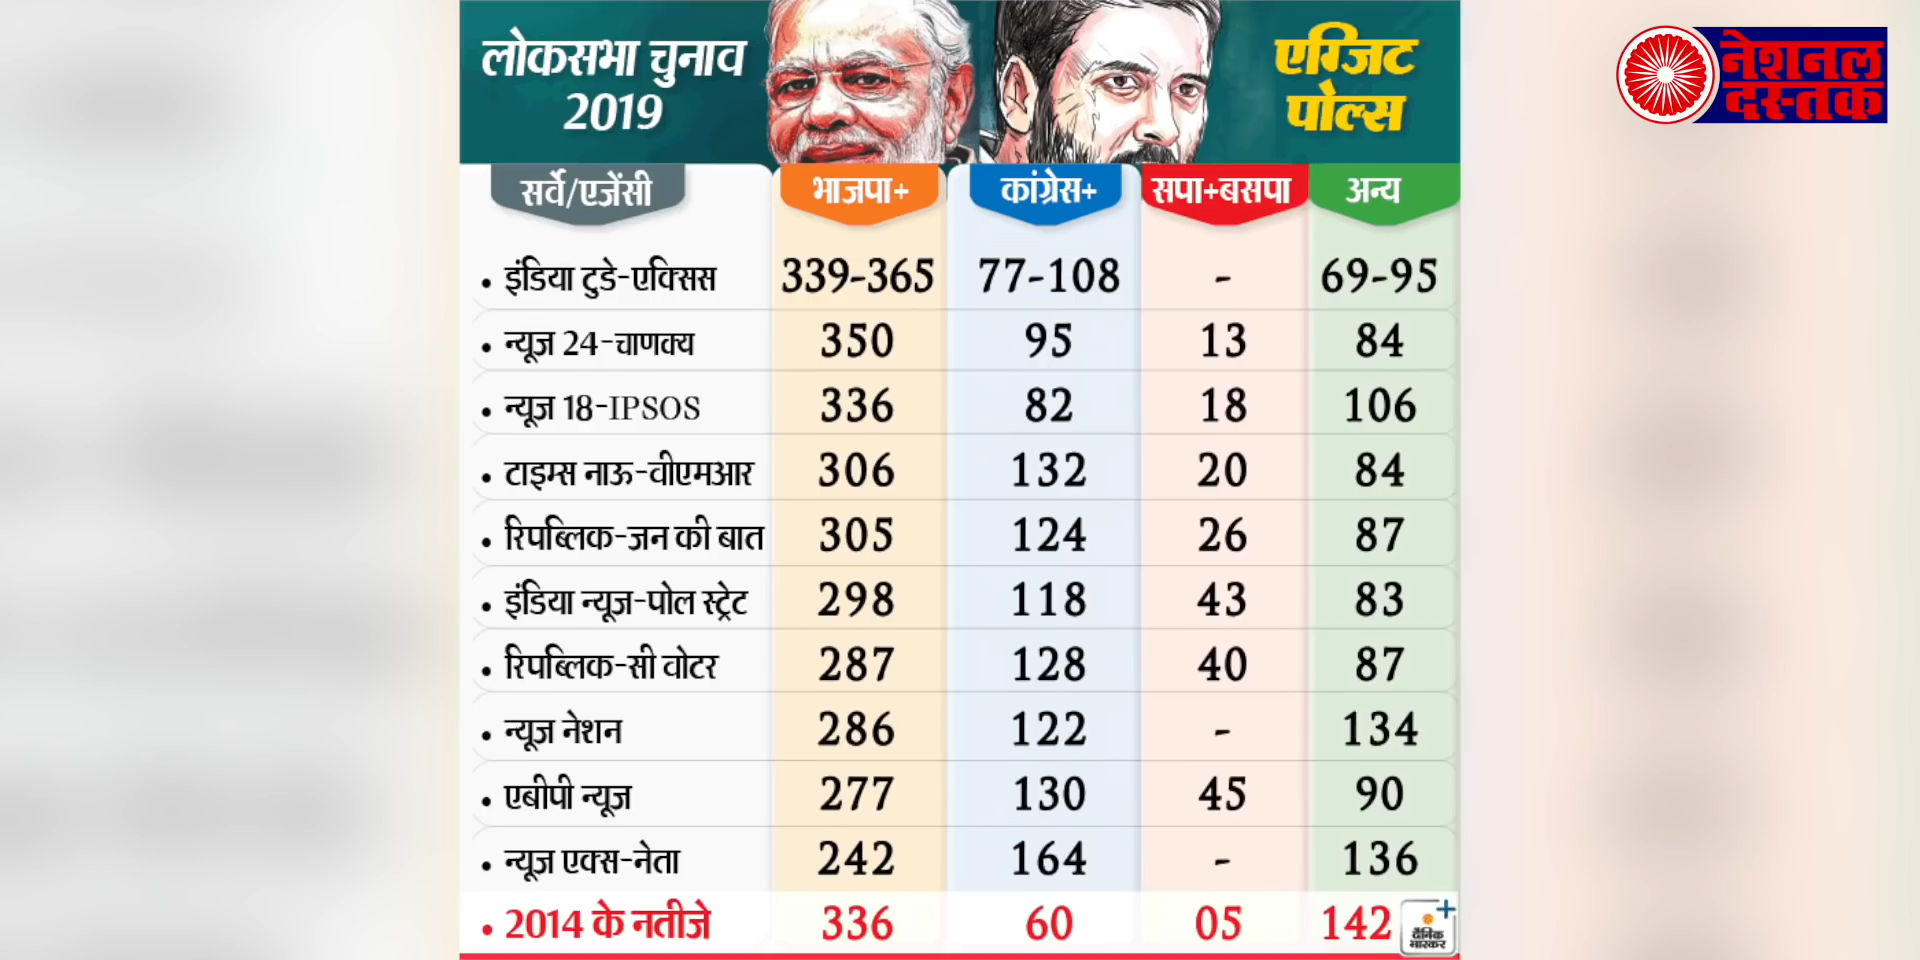 लोकसभा चुनाव
2019
एग्जिट
पोल्स
नेशनल
दस्तक
सर्वे/एजेंसी भाजपा+ कांग्रेस+ सपा+बसपा अन्य
• इंडिया टुडे-एक्सिस 339-365 77-108 - 69-95
• न्यूज 24-चाणक्य 350 95 13 84
• न्यूज 18-IPSOS 336 82 18 106
• टाइम्स नाऊ-वीएमआर 306 132 20 84
• रिपब्लिक-जन की बात 305 124 26 87
• इंडिया न्यूज-पोल स्ट्रेट 298 118 43 83
• रिपब्लिक-सी वोटर 287 128 40 87
• न्यूज नेशन 286 122 - 134
• एबीपी न्यूज 277 130 45 90
• न्यूज एक्स-नेता 242 164 - 136
• 2014 के नतीजे 336 60 05 142
दैनिक
भास्कर